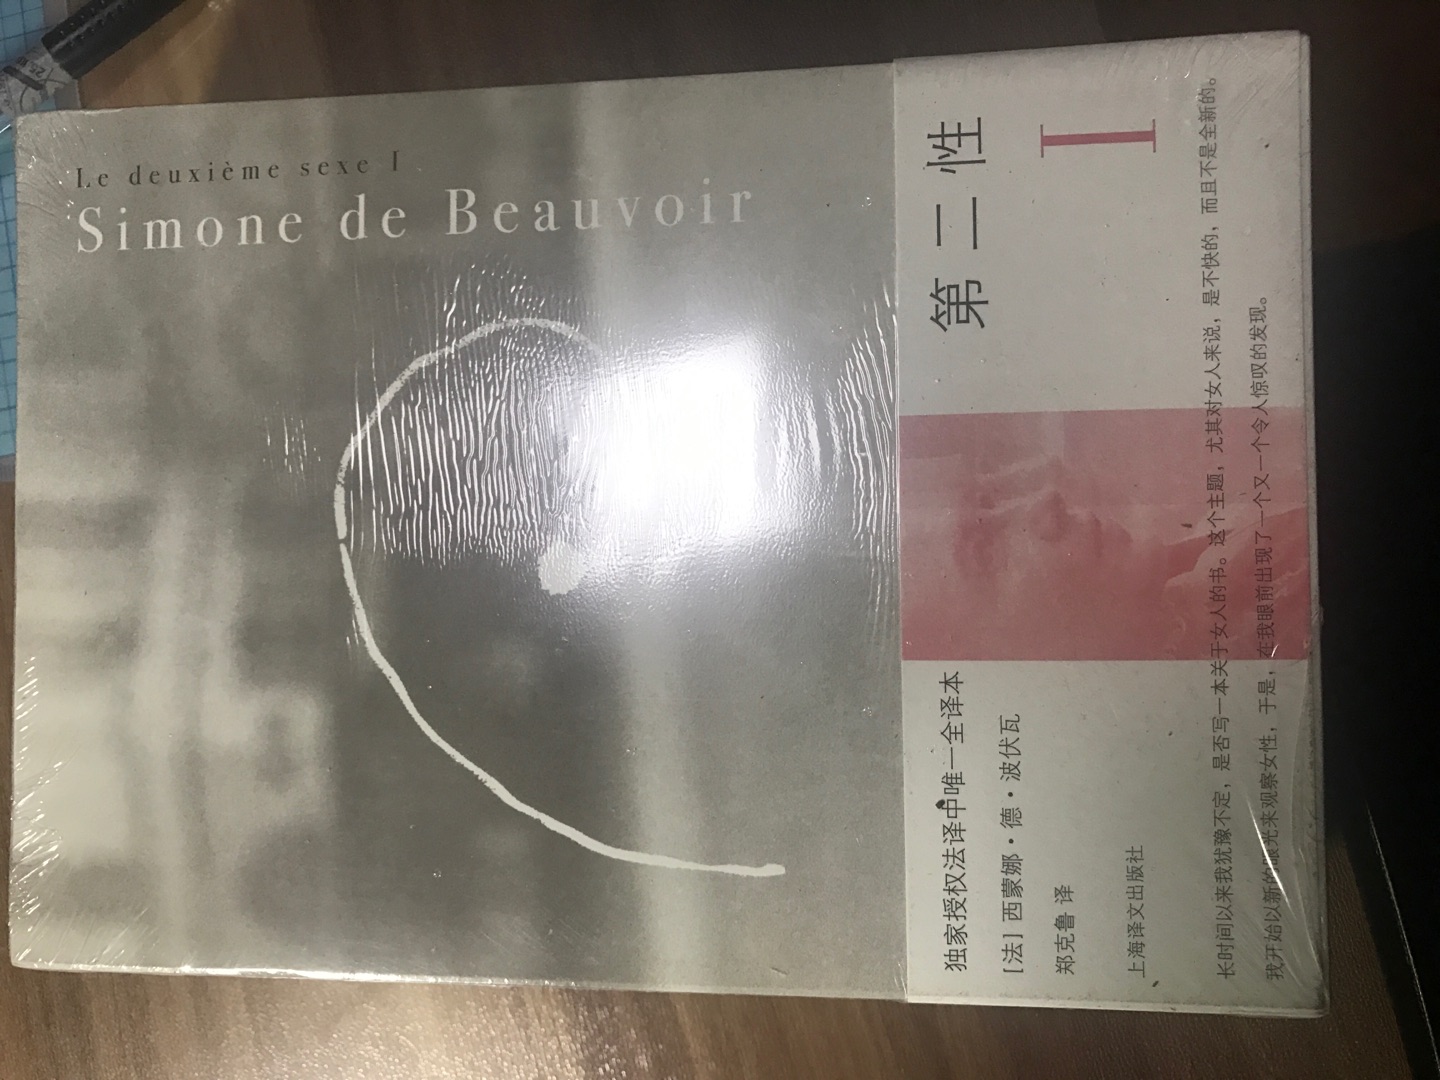 Le deuxième sexe I
Simone de Beauvoir
第二性
I
独家授权法译中唯一全译本
[法] 西蒙娜·德·波伏瓦
郑克鲁 译
上海译文出版社
长时间以来我犹豫不定，是否写一本关于女人的书。这个主题，尤其对女人来说，是不快的，而且不是全新的。
我开始以新的眼光来观察女性，于是，在我眼前出现了一个又一个令人惊叹的发现。